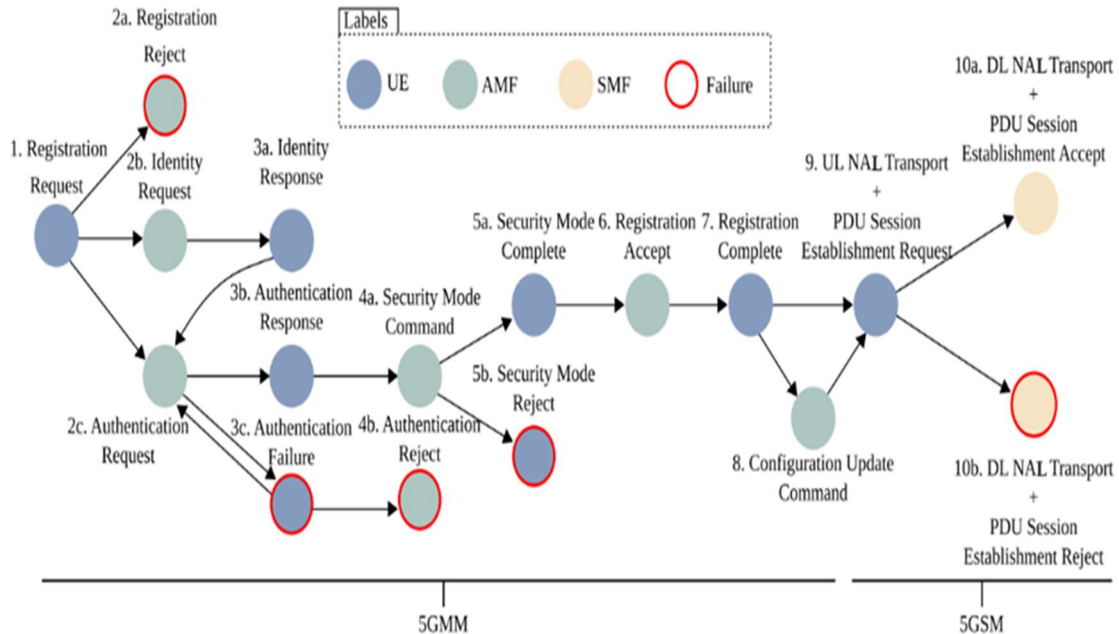 2a. Registration
Reject
Labels
UE
AMF
SMF
Failure
10a. DL NAL Transport
+
PDU Session
Establishment Accept
1. Registration
Request
2b. Identity
Request
3a. Identity
Response
9. UL NAL Transport
+
PDU Session
Establishment Request
5a. Security Mode
Complete
6. Registration
Accept
7. Registration
Complete
3b. Authentication
Response
4a. Security Mode
Command
5b. Security Mode
Reject
2c. Authentication
Request
3c. Authentication
Failure
4b. Authentication
Reject
8. Configuration Update
Command
10b. DL NAL Transport
+
PDU Session
Establishment Reject
5GMM
5GSM